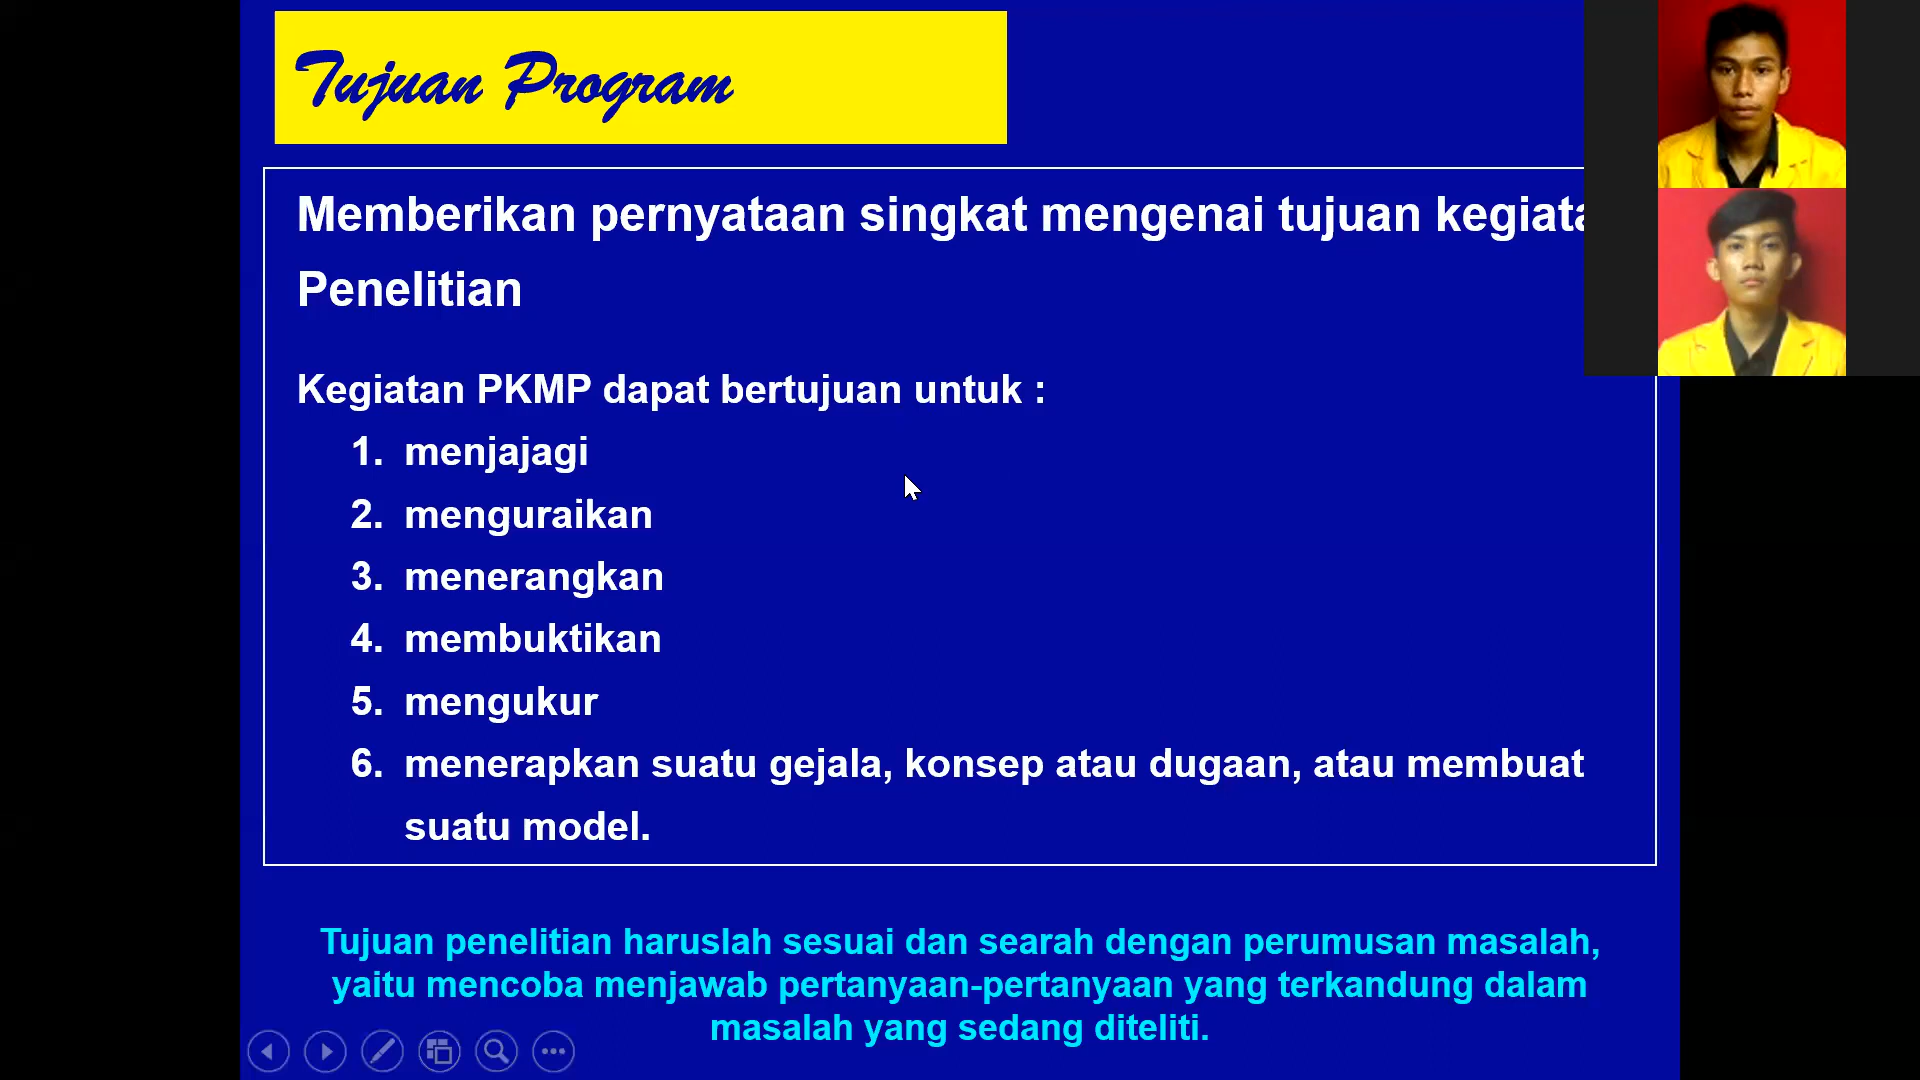 Tujuan Program
Memberikan pernyataan singkat mengenai tujuan
Penelitian
Kegiatan PKMP dapat bertujuan untuk :
1. menjajagi
2. menguraikan
3. menerangkan
4. membuktikan
5. mengukur
6. menerapkan suatu gejala, konsep atau dugaan, atau membuat
suatu model.
Tujuan penelitian haruslah sesuai dan searah dengan perumusan masalah,
yaitu mencoba menjawab pertanyaan-pertanyaan yang terkandung dalam
masalah yang sedang diteliti.